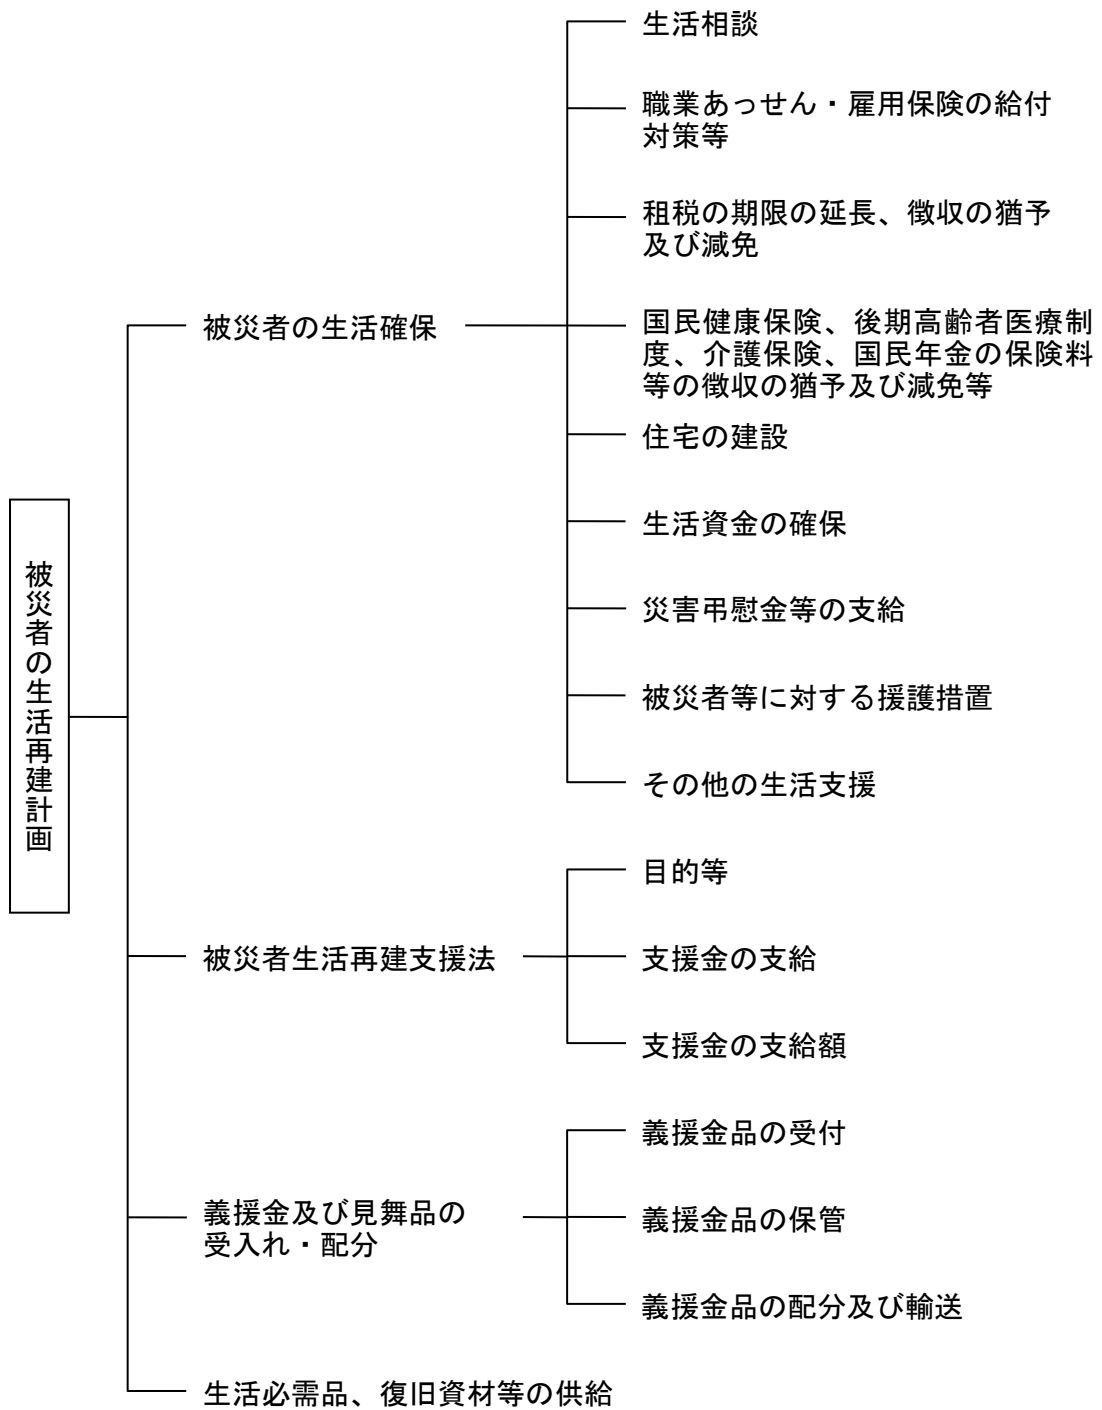 被災者の生活再建計画
被災者の生活確保
生活相談
職業あっせん・雇用保険の給付
対策等
租税の期限の延長、徴収の猶予
及び減免
国民健康保険、後期高齢者医療制
度、介護保険、国民年金の保険料
等の徴収の猶予及び減免等
住宅の建設
生活資金の確保
災害弔慰金等の支給
被災者等に対する援護措置
その他の生活支援
被災者生活再建支援法
目的等
支援金の支給
支援金の支給額
義援金及び見舞品の
受入れ・配分
義援金品の受付
義援金品の保管
義援金品の配分及び輸送
生活必需品、復旧資材等の供給